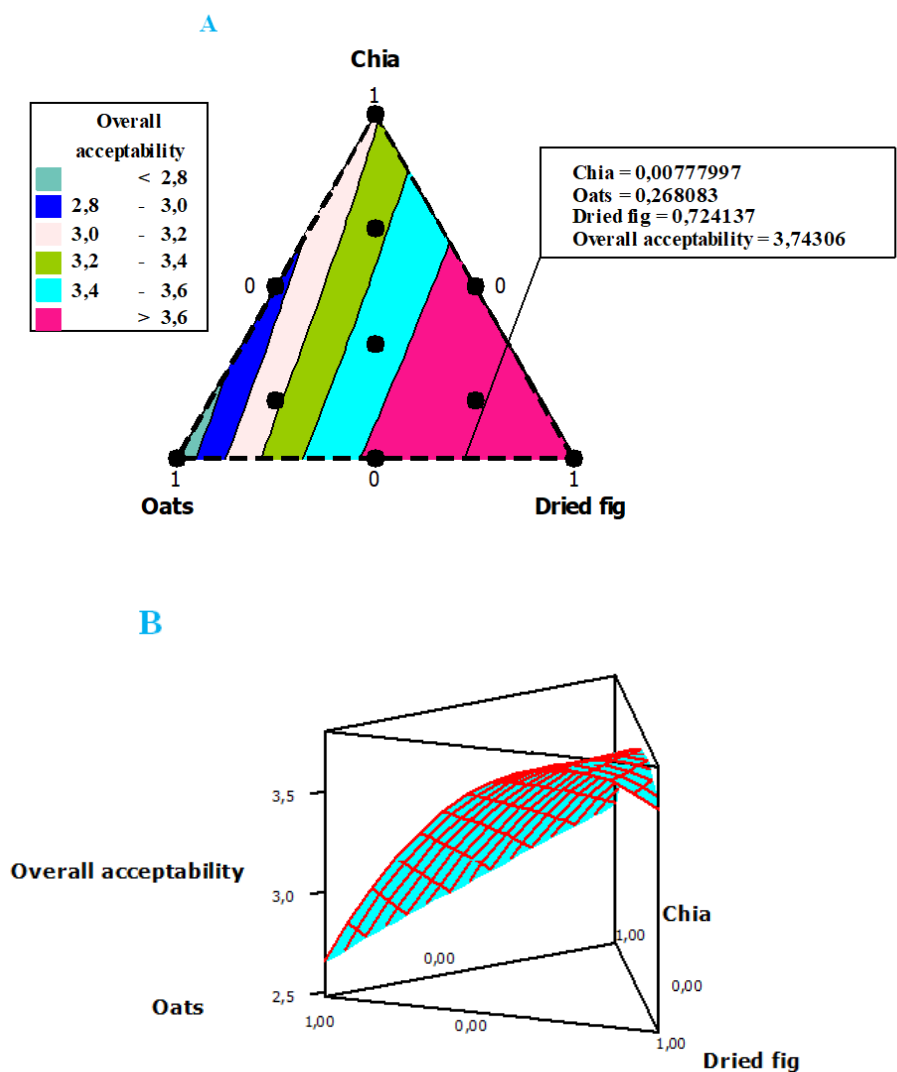 A
Chia
1
Overall
acceptability
< 2,8
2,8 - 3,0
3,0 - 3,2
3,2 - 3,4
3,4 - 3,6
> 3,6
Chia = 0,00777997
Oats = 0,268083
Dried fig = 0,724137
Overall acceptability = 3,74306
0
0
1
0
1
Oats
Dried fig
B
3,5
Overall acceptability
3,0
Chia
1,00
0,00
0,00
2,5
Oats
1,00
0,00
1,00
Dried fig